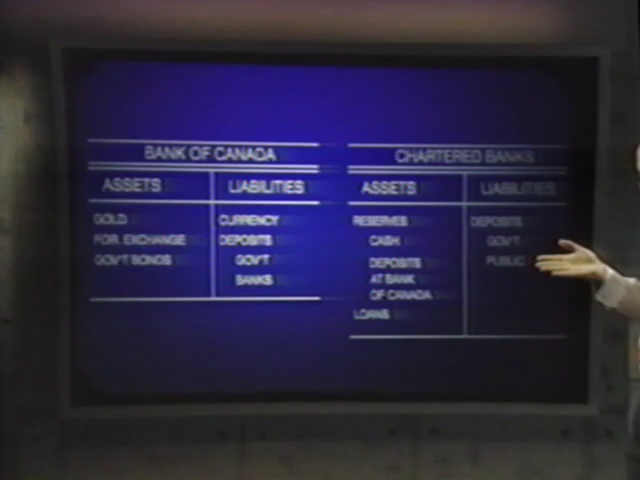 BANK OF CANADA
ASSETS
LIABILITIES
GOLD
FOR. EXCHANGE
GOV'T BONDS
CURRENCY
DEPOSITS
GOV'T
BANKS
CHARTERED BANKS
ASSETS
LIABILITIES
RESERVES
CASH
DEPOSITS
AT BANK
OF CANADA
LOANS
DEPOSITS
GOV'T
PUBLIC